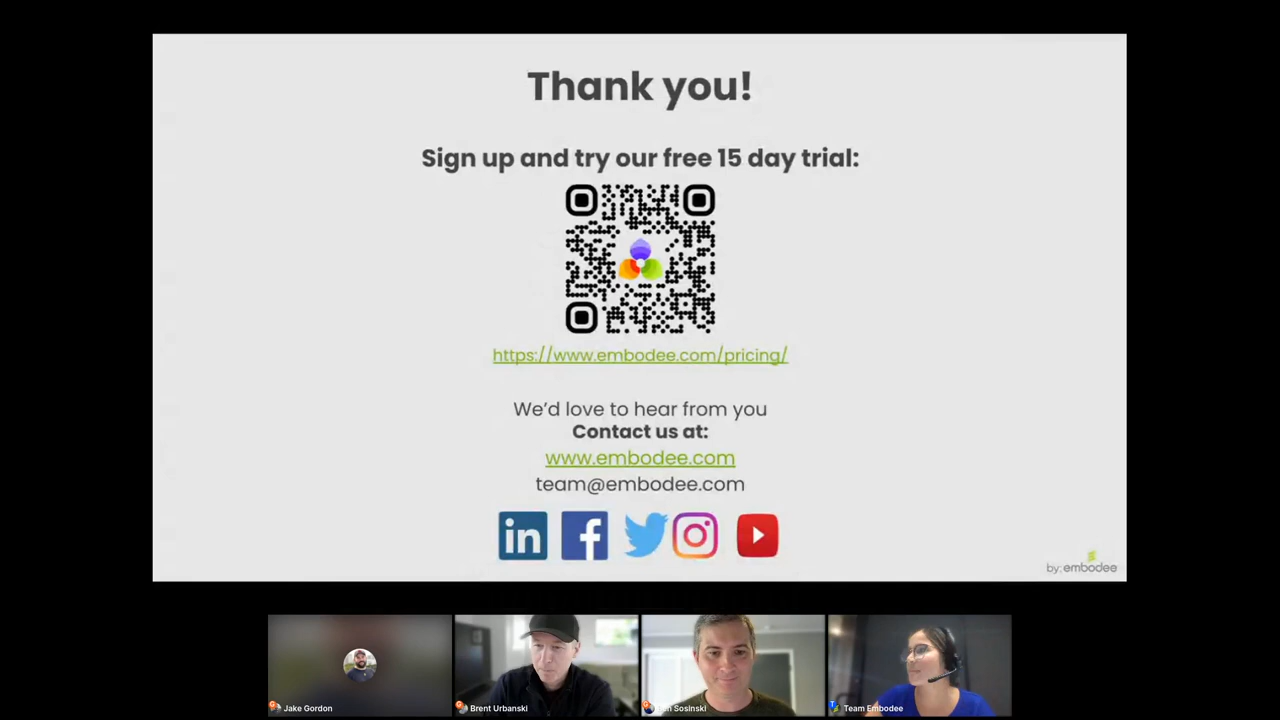 Thank you!
Sign up and try our free 15 day trial:
https://www.embodee.com/pricing/
We'd love to hear from you
Contact us at:
www.embodee.com
team@embodee.com
in
f
by: embodee
Jake Gordon
Brent Urbanski
Sosinski
Team Embodee